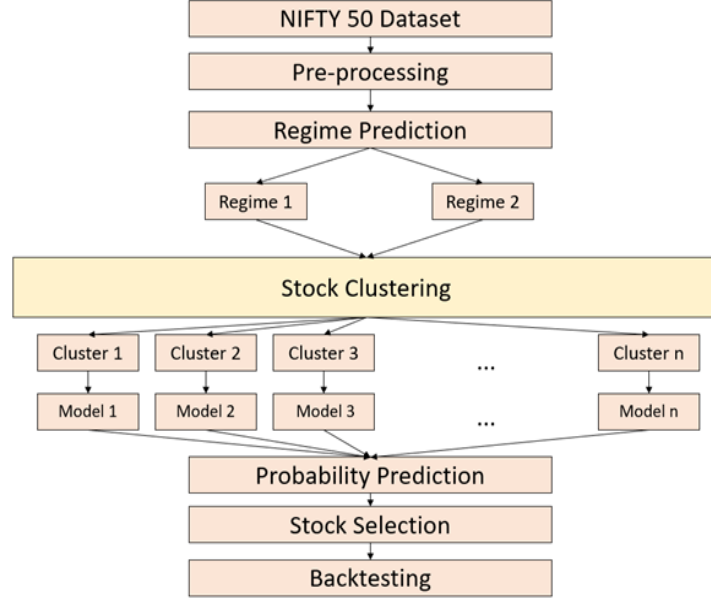 NIFTY 50 Dataset
Pre-processing
Regime Prediction
Regime 1
Regime 2
Stock Clustering
Cluster 1
Cluster 2
Cluster 3
...
Cluster n
Model 1
Model 2
Model 3
...
Model n
Probability Prediction
Stock Selection
Backtesting